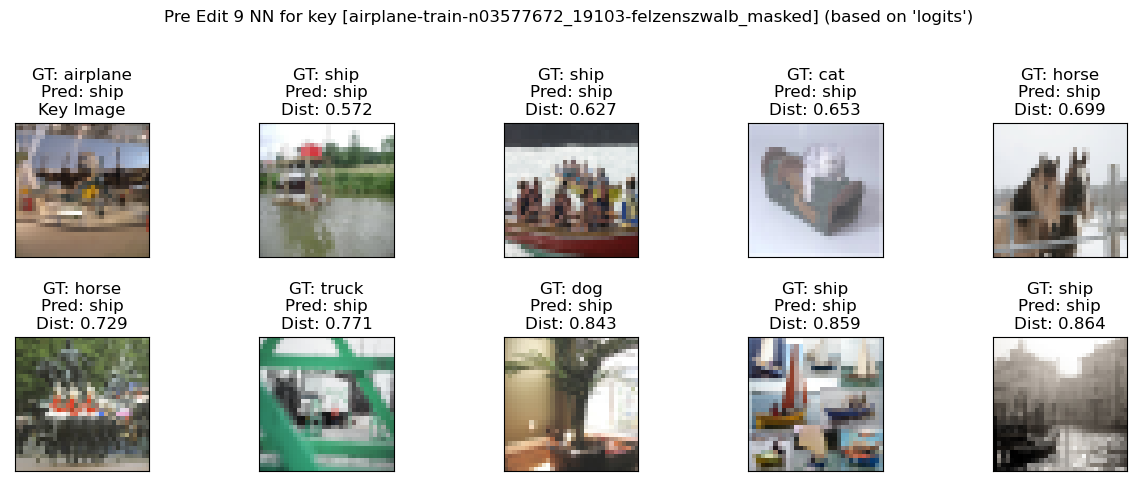 Pre Edit 9 NN for key [airplane-train-n03577672_19103-felzenszwalb_masked] (based on 'logits')
GT: airplane
Pred: ship
Key Image
GT: ship
Pred: ship
Dist: 0.572
GT: ship
Pred: ship
Dist: 0.627
GT: cat
Pred: ship
Dist: 0.653
GT: horse
Pred: ship
Dist: 0.699
GT: horse
Pred: ship
Dist: 0.729
GT: truck
Pred: ship
Dist: 0.771
GT: dog
Pred: ship
Dist: 0.843
GT: ship
Pred: ship
Dist: 0.859
GT: ship
Pred: ship
Dist: 0.864